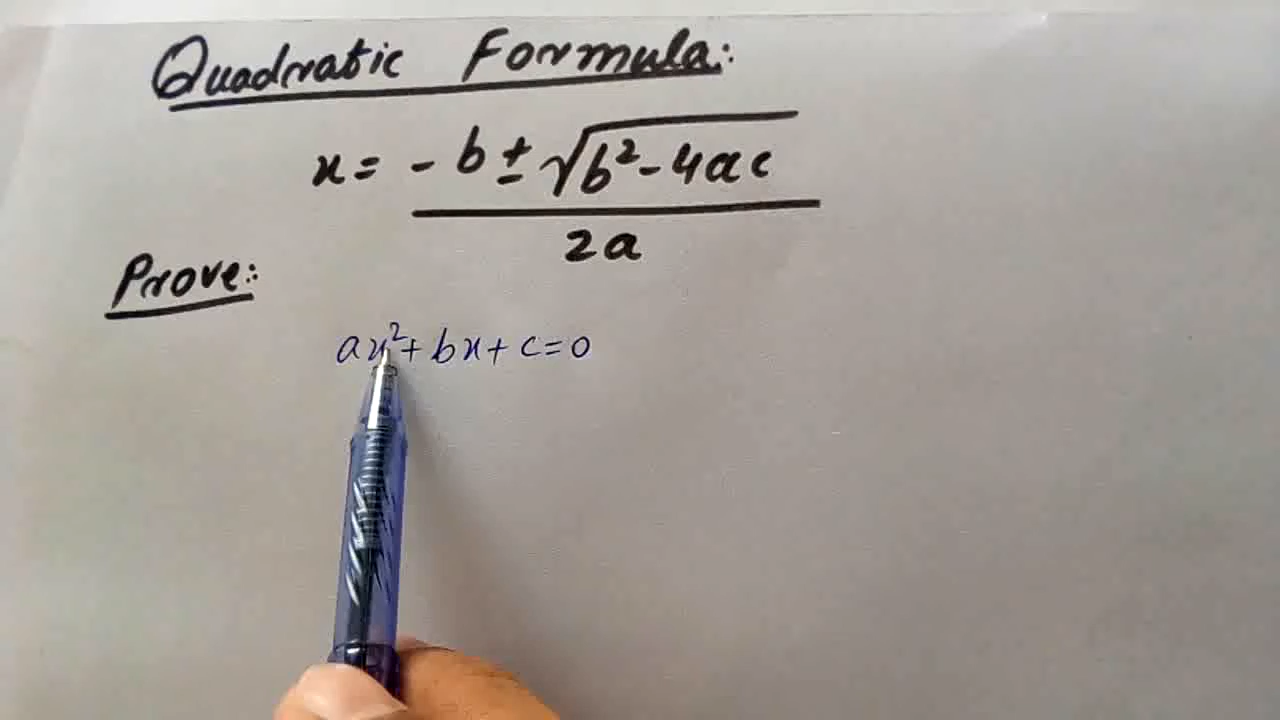 Quadratic Formula:
x = -b ± √b² - 4ac
2a
Prove:
ax² + bx + c = 0